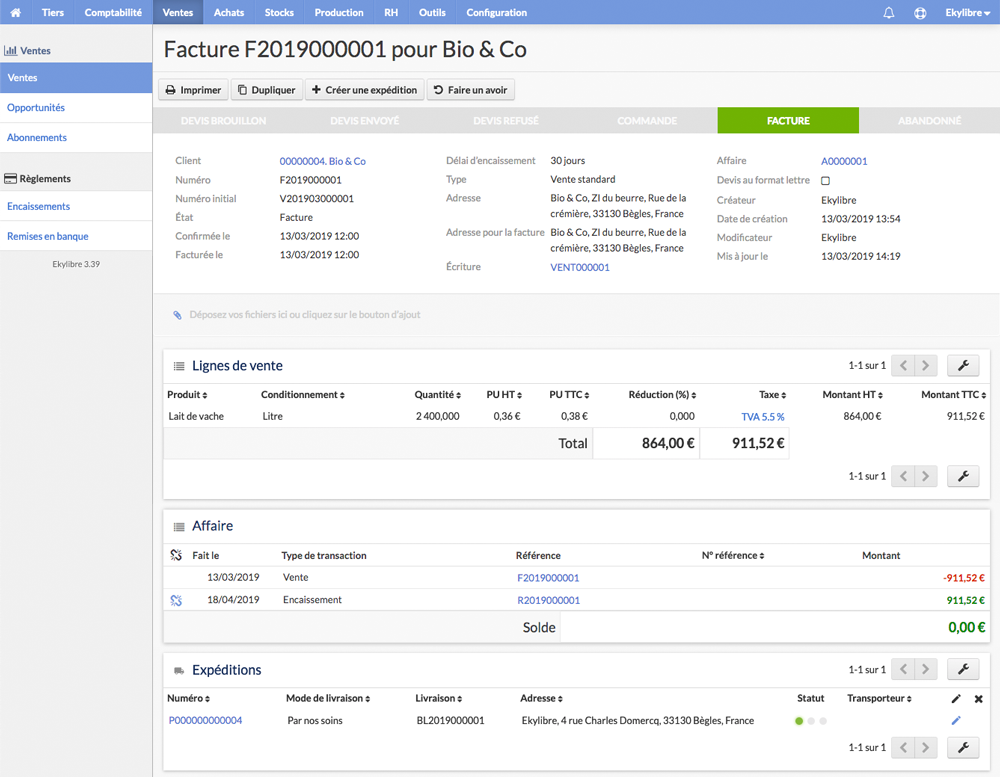 Tiers Comptabilité Ventes Achats Stocks Production RH Outils Configuration Ekylibre
Ventes
Ventes
Opportunités
Abonnements
Règlements
Encaissements
Remises en banque
Ekylibre 3.39
Facture F2019000001 pour Bio & Co
Imprimer Dupliquer Créer une expédition Faire un avoir
DEVIS BROUILLON DEVIS ENVOYÉ DEVIS REFUSÉ COMMANDE FACTURE ABANDONNÉ
Client 00000004. Bio & Co
Numéro F2019000001
Numéro initial V201903000001
État Facture
Confirmée le 13/03/2019 12:00
Facturée le 13/03/2019 12:00
Délai d'encaissement 30 jours
Type Vente standard
Adresse Bio & Co, ZI du beurre, Rue de la
crémière, 33130 Bègles, France
Adresse pour la facture Bio & Co, ZI du beurre, Rue de la
crémière, 33130 Bègles, France
Écriture VENT000001
Affaire A0000001
Devis au format lettre
Créateur Ekylibre
Date de création 13/03/2019 13:54
Modificateur Ekylibre
Mis à jour le 13/03/2019 14:19
Déposez vos fichiers ici ou cliquez sur le bouton d'ajout
Lignes de vente 1-1 sur 1
Produit Conditionnement Quantité PU HT PU TTC Réduction (%) Taxe Montant HT Montant TTC
Lait de vache Litre 2 400,000 0,36 € 0,38 € 0,000 TVA 5.5 % 864,00 € 911,52 €
Total 864,00 € 911,52 €
1-1 sur 1
Affaire
Fait le Type de transaction Référence N° référence Montant
13/03/2019 Vente F2019000001 -911,52 €
18/04/2019 Encaissement R2019000001 911,52 €
Solde 0,00 €
Expéditions 1-1 sur 1
Numéro Mode de livraison Livraison Adresse Statut Transporteur
P000000000004 Par nos soins BL2019000001 Ekylibre, 4 rue Charles Domercq, 33130 Bègles, France
1-1 sur 1